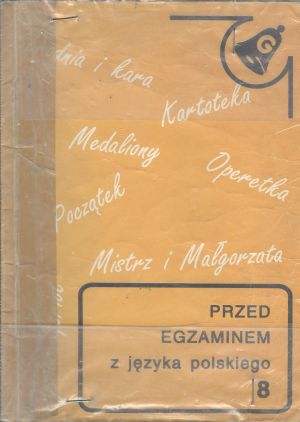 dnia i kara
Kartoteka
Medaliony
Operetka
Początek
Mistrz i Małgorzata
PRZED
EGZAMINEM
z języka polskiego
8